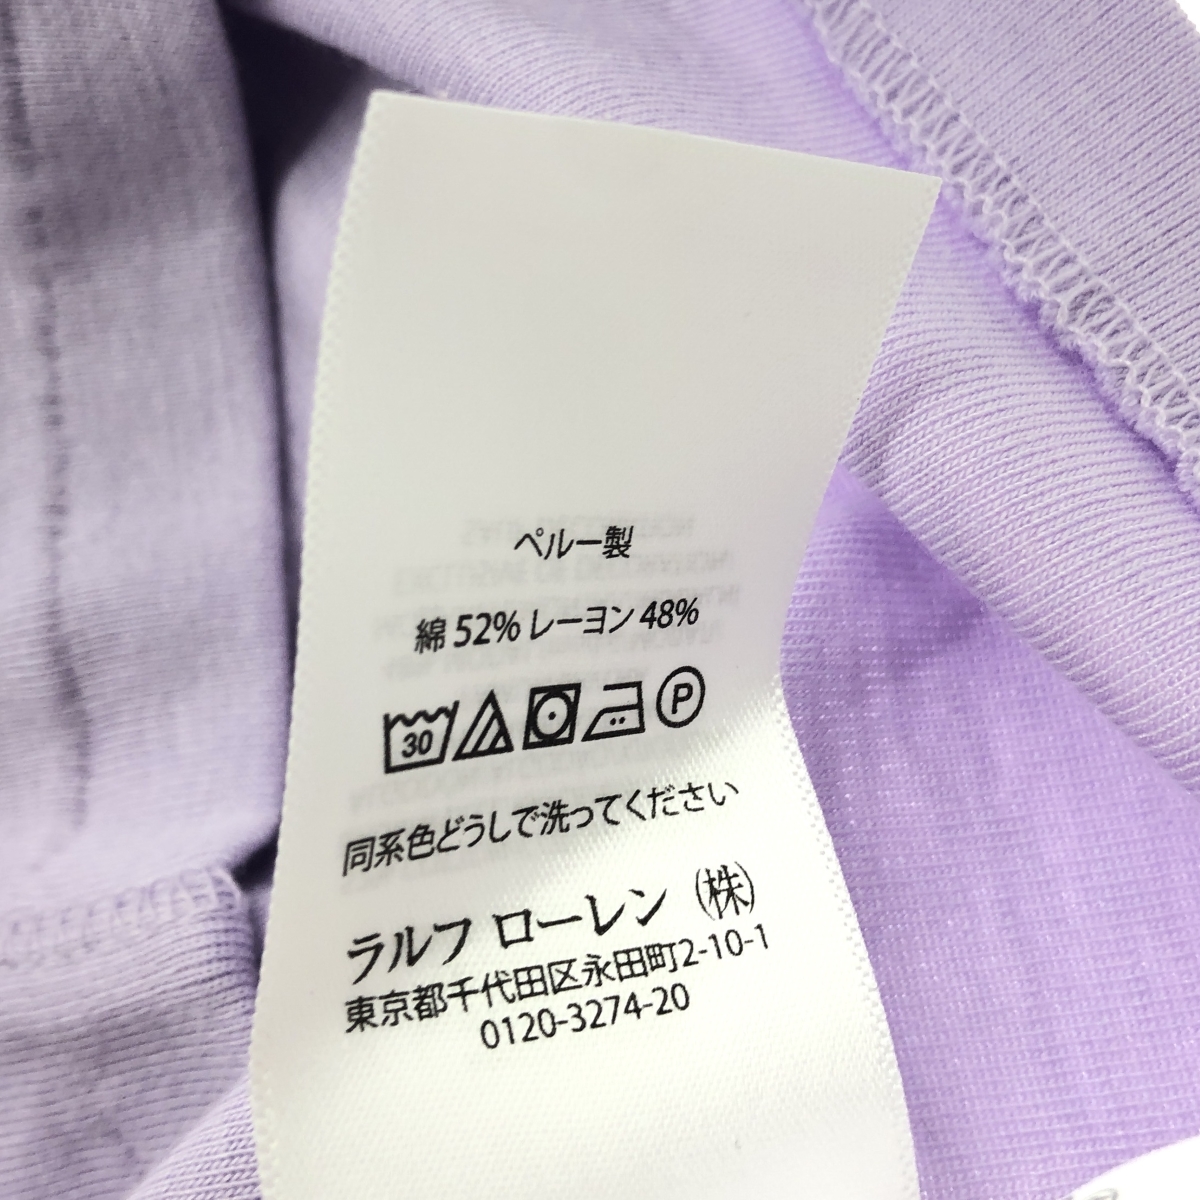 ペルー製
綿 52% レーヨン 48%
30 P
同系色どうしで洗ってください
ラルフ ローレン (株)
東京都千代田区永田町2-10-1
0120-3274-20